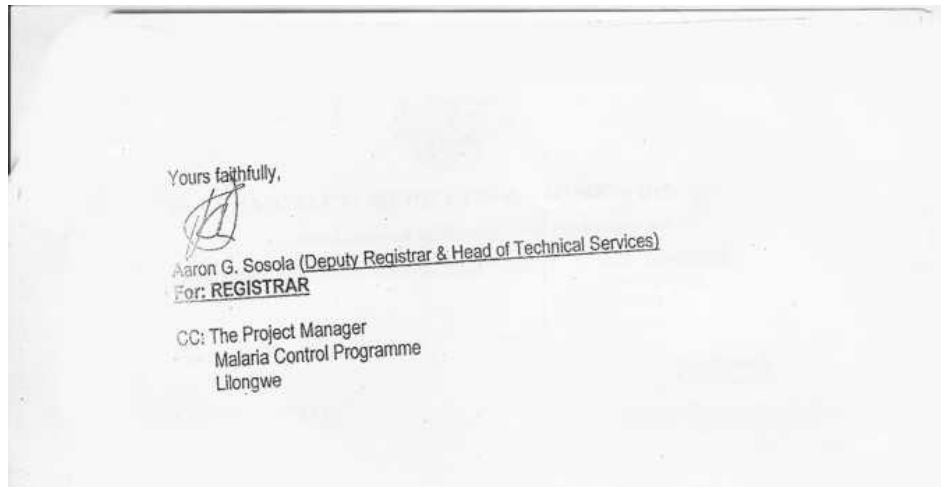 Yours faithfully,
Aaron G. Sosola (Deputy Registrar & Head of Technical Services)
For: REGISTRAR
CC: The Project Manager
Malaria Control Programme
Lilongwe